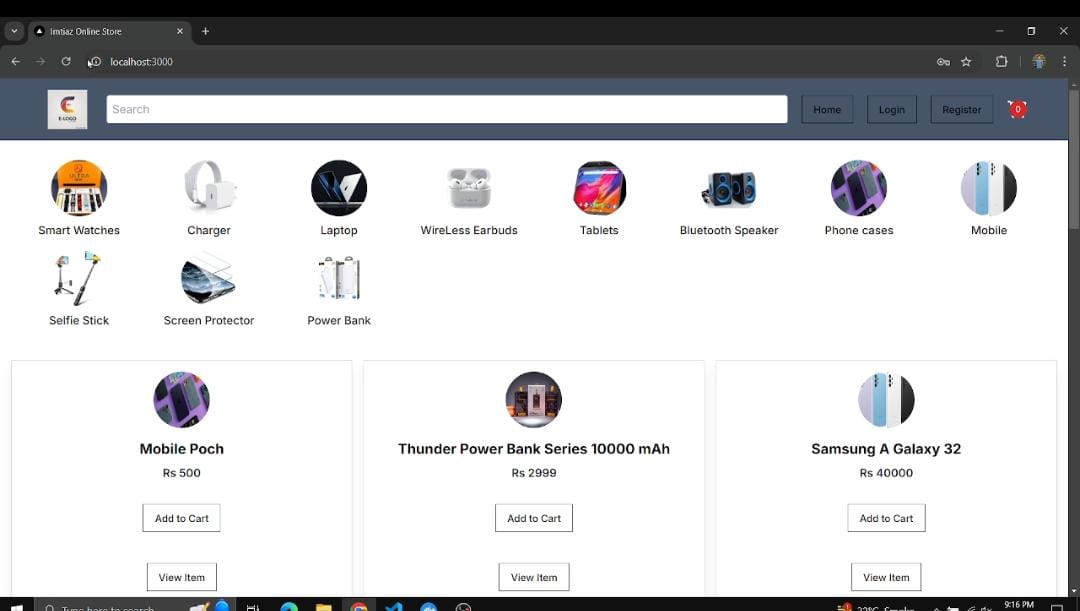 Imtiaz Online Store
localhost:3000
E-LOGO
Search
Home
Login
Register
0
ULTRA
Smart Watches
Charger
Laptop
WireLess Earbuds
Tablets
Bluetooth Speaker
Phone cases
Mobile
Selfie Stick
Screen Protector
Power Bank
Mobile Poch
Thunder Power Bank Series 10000 mAh
Samsung A Galaxy 32
Rs 500
Rs 2999
Rs 40000
Add to Cart
Add to Cart
Add to Cart
View Item
View Item
View Item
Type here to search
32°C Smoke
9:16 PM